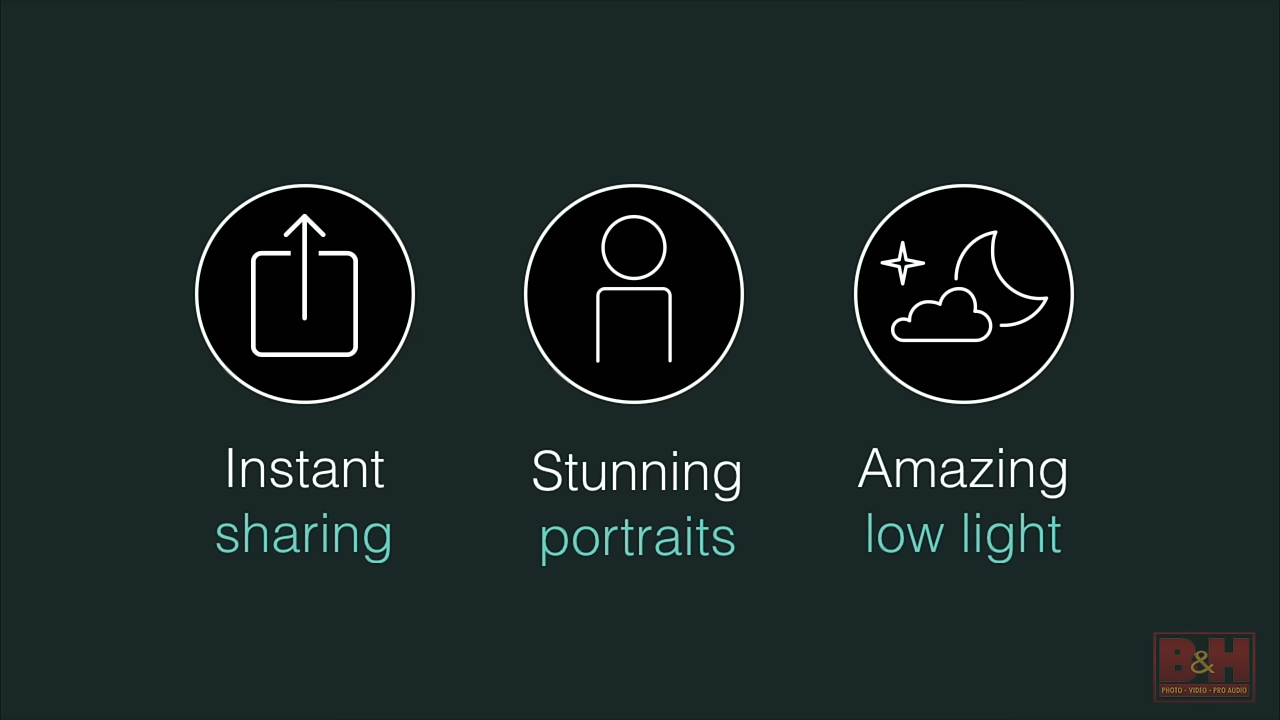 Instant
sharing
Stunning
portraits
Amazing
low light
B&H
PHOTO - VIDEO - PRO AUDIO